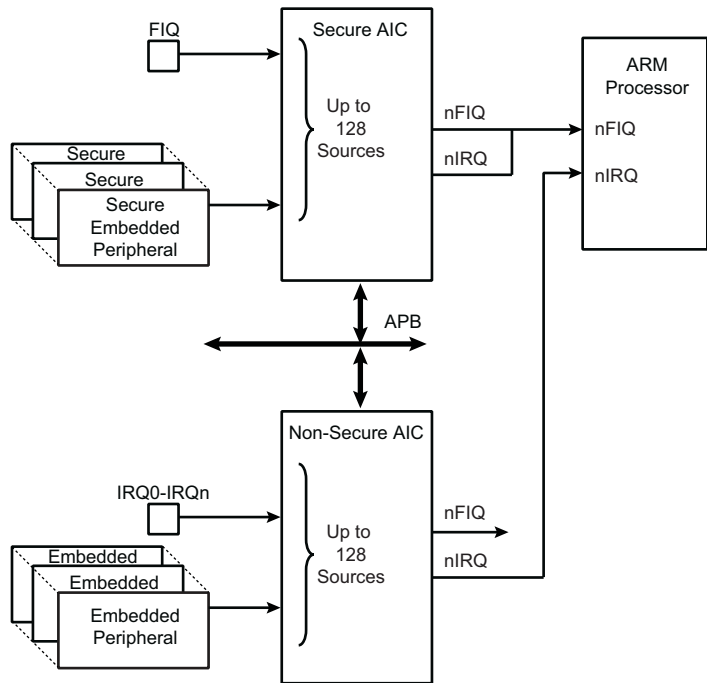 FIQ
Secure AIC
Up to
128
Sources
nFIQ
nIRQ
ARM
Processor
nFIQ
nIRQ
Secure
Secure
Secure
Embedded
Peripheral
APB
Non-Secure AIC
IRQ0-IRQn
Up to
128
Sources
nFIQ
nIRQ
Embedded
Embedded
Embedded
Peripheral